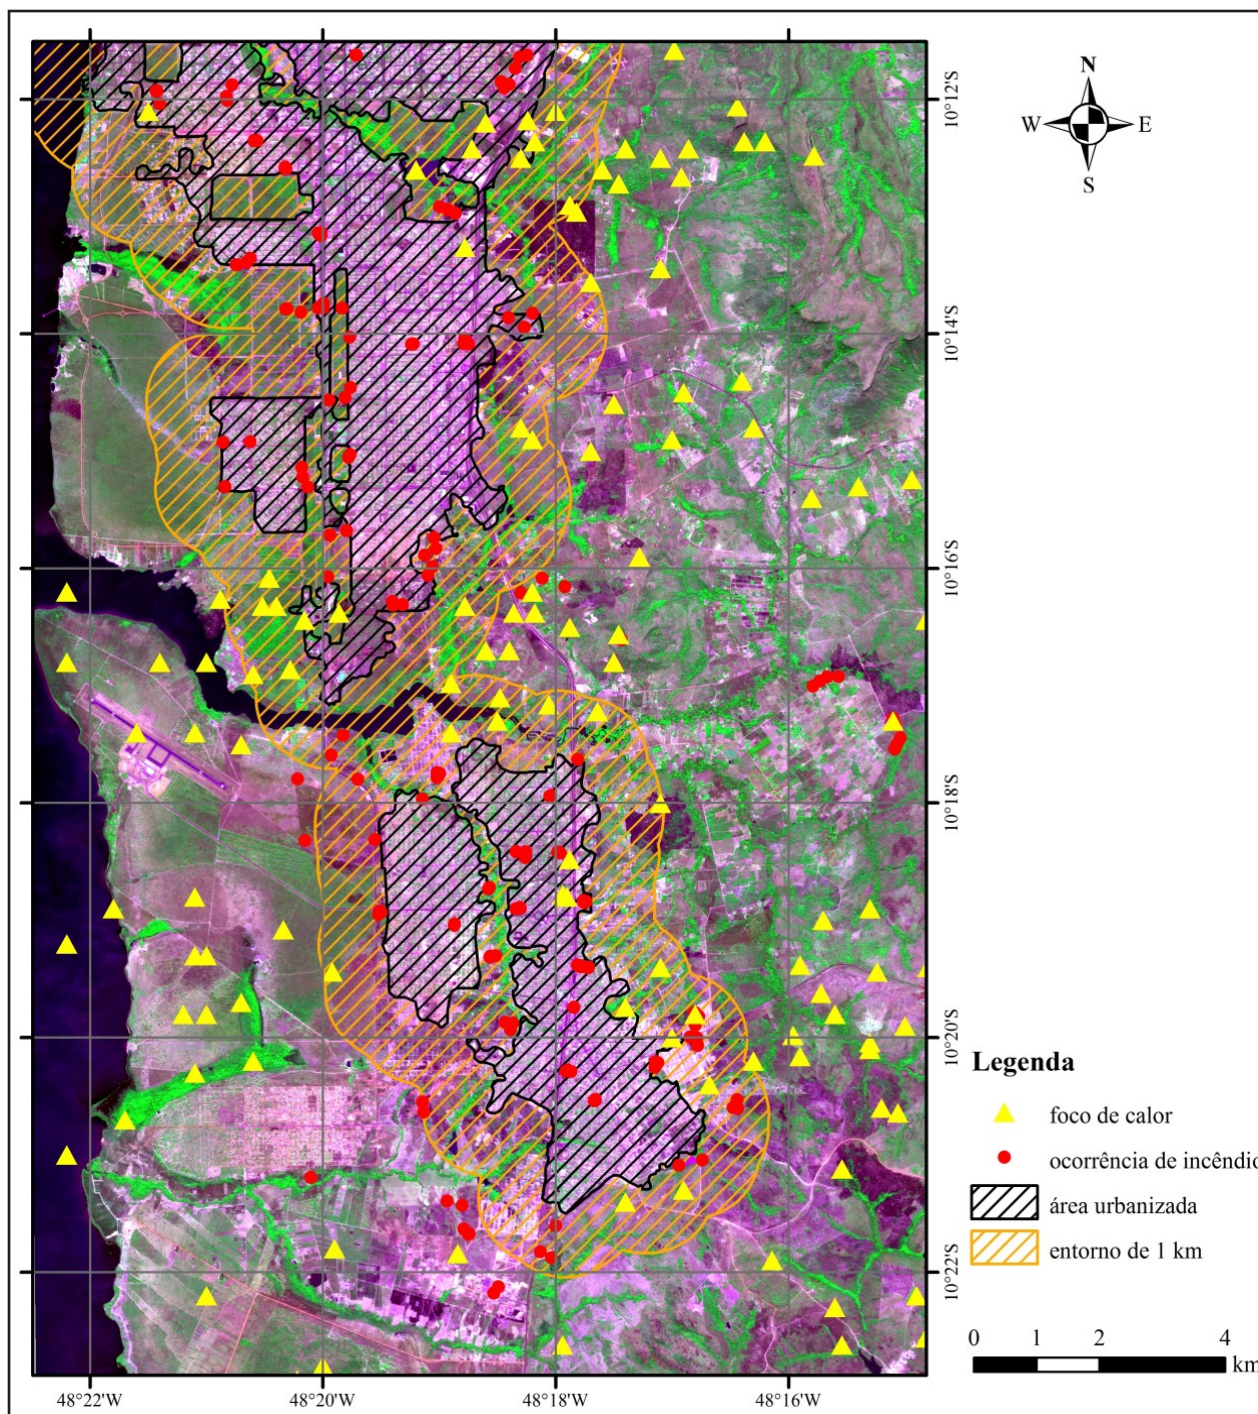 N
W E
S
10°12'S
10°14'S
10°16'S
10°18'S
10°20'S
10°22'S
Legenda
foco de calor
ocorrência de incêndio
área urbanizada
entorno de 1 km
0 1 2 4
km
48°22'W 48°20'W 48°18'W 48°16'W